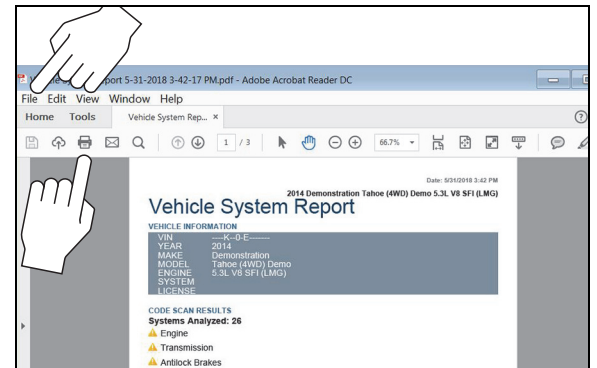 port 5-31-2018 3-42-17 PM.pdf - Adobe Acrobat Reader DC
File Edit View Window Help
Home Tools Vehicle System Rep... ×
1 / 3 66.7%
Date: 5/31/2018 3:42 PM
2014 Demonstration Tahoe (4WD) Demo 5.3L V8 SFI (LMG)
Vehicle System Report
VEHICLE INFORMATION
VIN ----K--0-E--------
YEAR 2014
MAKE Demonstration
MODEL Tahoe (4WD) Demo
ENGINE 5.3L V8 SFI (LMG)
SYSTEM
LICENSE
CODE SCAN RESULTS
Systems Analyzed: 26
Engine
Transmission
Antilock Brakes